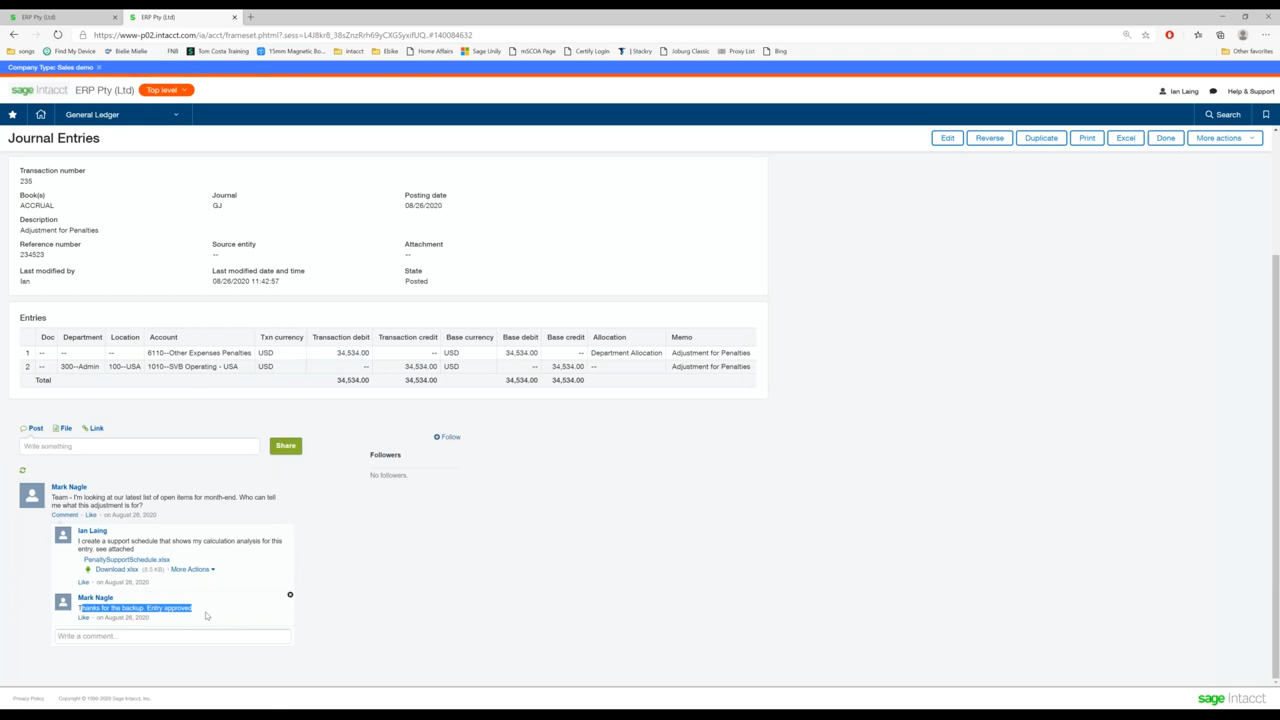 ERP Pty (Ltd)
ERP Pty (Ltd)
https://www-p02.intacct.com/ia/acct/frameset.phtml?.sess=L4J8kr8_38sZnzRrh69yCXGSyxifUQ..#140084632
songs Find My Device Bielie Mielie FNB Tom Costa Training 15mm Magnetic Bo... intacct Ebike Home Affairs Sage Unily mSCOA Page Certify Login | Stackry Joburg Classic Proxy List Bing Other favorites
Company Type: Sales demo
sage Intacct ERP Pty (Ltd) Top level Ian Laing Help & Support
General Ledger Search
Journal Entries Edit Reverse Duplicate Print Excel Done More actions
Transaction number
235
Book(s) Journal Posting date
ACCRUAL GJ 08/26/2020
Description
Adjustment for Penalties
Reference number Source entity Attachment
234523 -- --
Last modified by Last modified date and time State
Ian 08/26/2020 11:42:57 Posted
Entries
Doc Department Location Account Txn currency Transaction debit Transaction credit Base currency Base debit Base credit Allocation Memo
1 -- -- -- 6110--Other Expenses Penalties USD 34,534.00 -- USD 34,534.00 -- Department Allocation Adjustment for Penalties
2 -- 300--Admin 100--USA 1010--SVB Operating - USA USD -- 34,534.00 USD -- 34,534.00 -- Adjustment for Penalties
Total 34,534.00 34,534.00 34,534.00 34,534.00
Post File Link
Write something Share
Follow
Followers
No followers.
Mark Nagle
Team - I'm looking at our latest list of open items for month-end. Who can tell
me what this adjustment is for?
Comment · Like · on August 26, 2020
Ian Laing
I create a support schedule that shows my calculation analysis for this
entry. see attached
PenaltySupportSchedule.xlsx
Download xlsx (8.5 KB) More Actions
Like · on August 26, 2020
Mark Nagle
Thanks for the backup. Entry approved
Like · on August 26, 2020
Write a comment...
Privacy Policy Copyright © 1999-2020 Sage Intacct, Inc.
sage Intacct